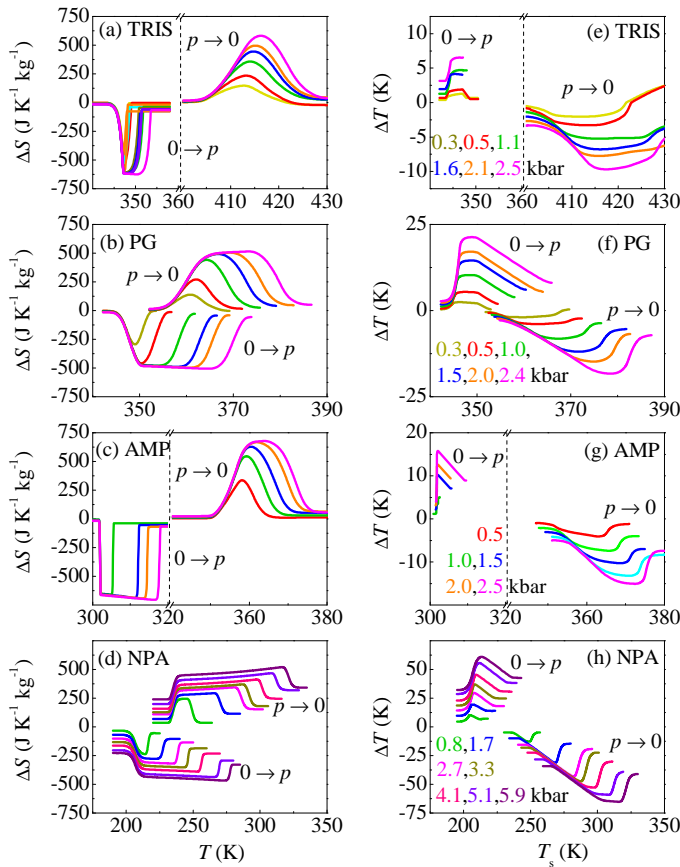 (a) TRIS
p → 0
0 → p
ΔS (J K⁻¹ kg⁻¹)
750
500
250
0
-250
-500
-750
350
360
410
420
430
(e) TRIS
0 → p
p → 0
ΔT (K)
10
5
0
-5
-10
0.3,0.5,1.1
1.6,2.1,2.5 kbar
350
360
410
420
430
(b) PG
p → 0
0 → p
ΔS (J K⁻¹ kg⁻¹)
750
500
250
0
-250
-500
-750
350
370
390
(f) PG
0 → p
p → 0
ΔT (K)
25
0
-25
0.3,0.5,1.0,
1.5,2.0,2.4 kbar
350
370
390
(c) AMP
p → 0
0 → p
ΔS (J K⁻¹ kg⁻¹)
750
500
250
0
-250
-500
300
310
320
360
380
(g) AMP
0 → p
p → 0
ΔT (K)
20
10
0
-10
0.5
1.0,1.5
2.0,2.5 kbar
300
320
360
380
(d) NPA
p → 0
0 → p
ΔS (J K⁻¹ kg⁻¹)
750
500
250
0
-250
-500
-750
200
250
300
350
T (K)
(h) NPA
0 → p
p → 0
ΔT (K)
50
25
0
-25
-50
-75
0.8,1.7
2.7,3.3
4.1,5.1,5.9 kbar
200
250
300
350
Tₛ (K)